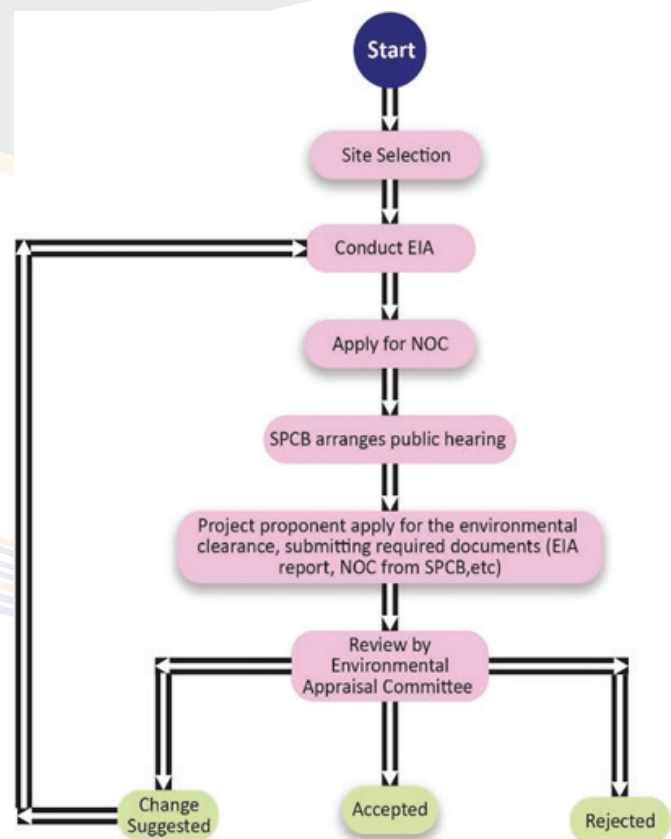 Start
Site Selection
Conduct EIA
Apply for NOC
SPCB arranges public hearing
Project proponent apply for the environmental
clearance, submitting required documents (EIA
report, NOC from SPCB,etc)
Review by
Environmental
Appraisal Committee
Change
Suggested
Accepted
Rejected